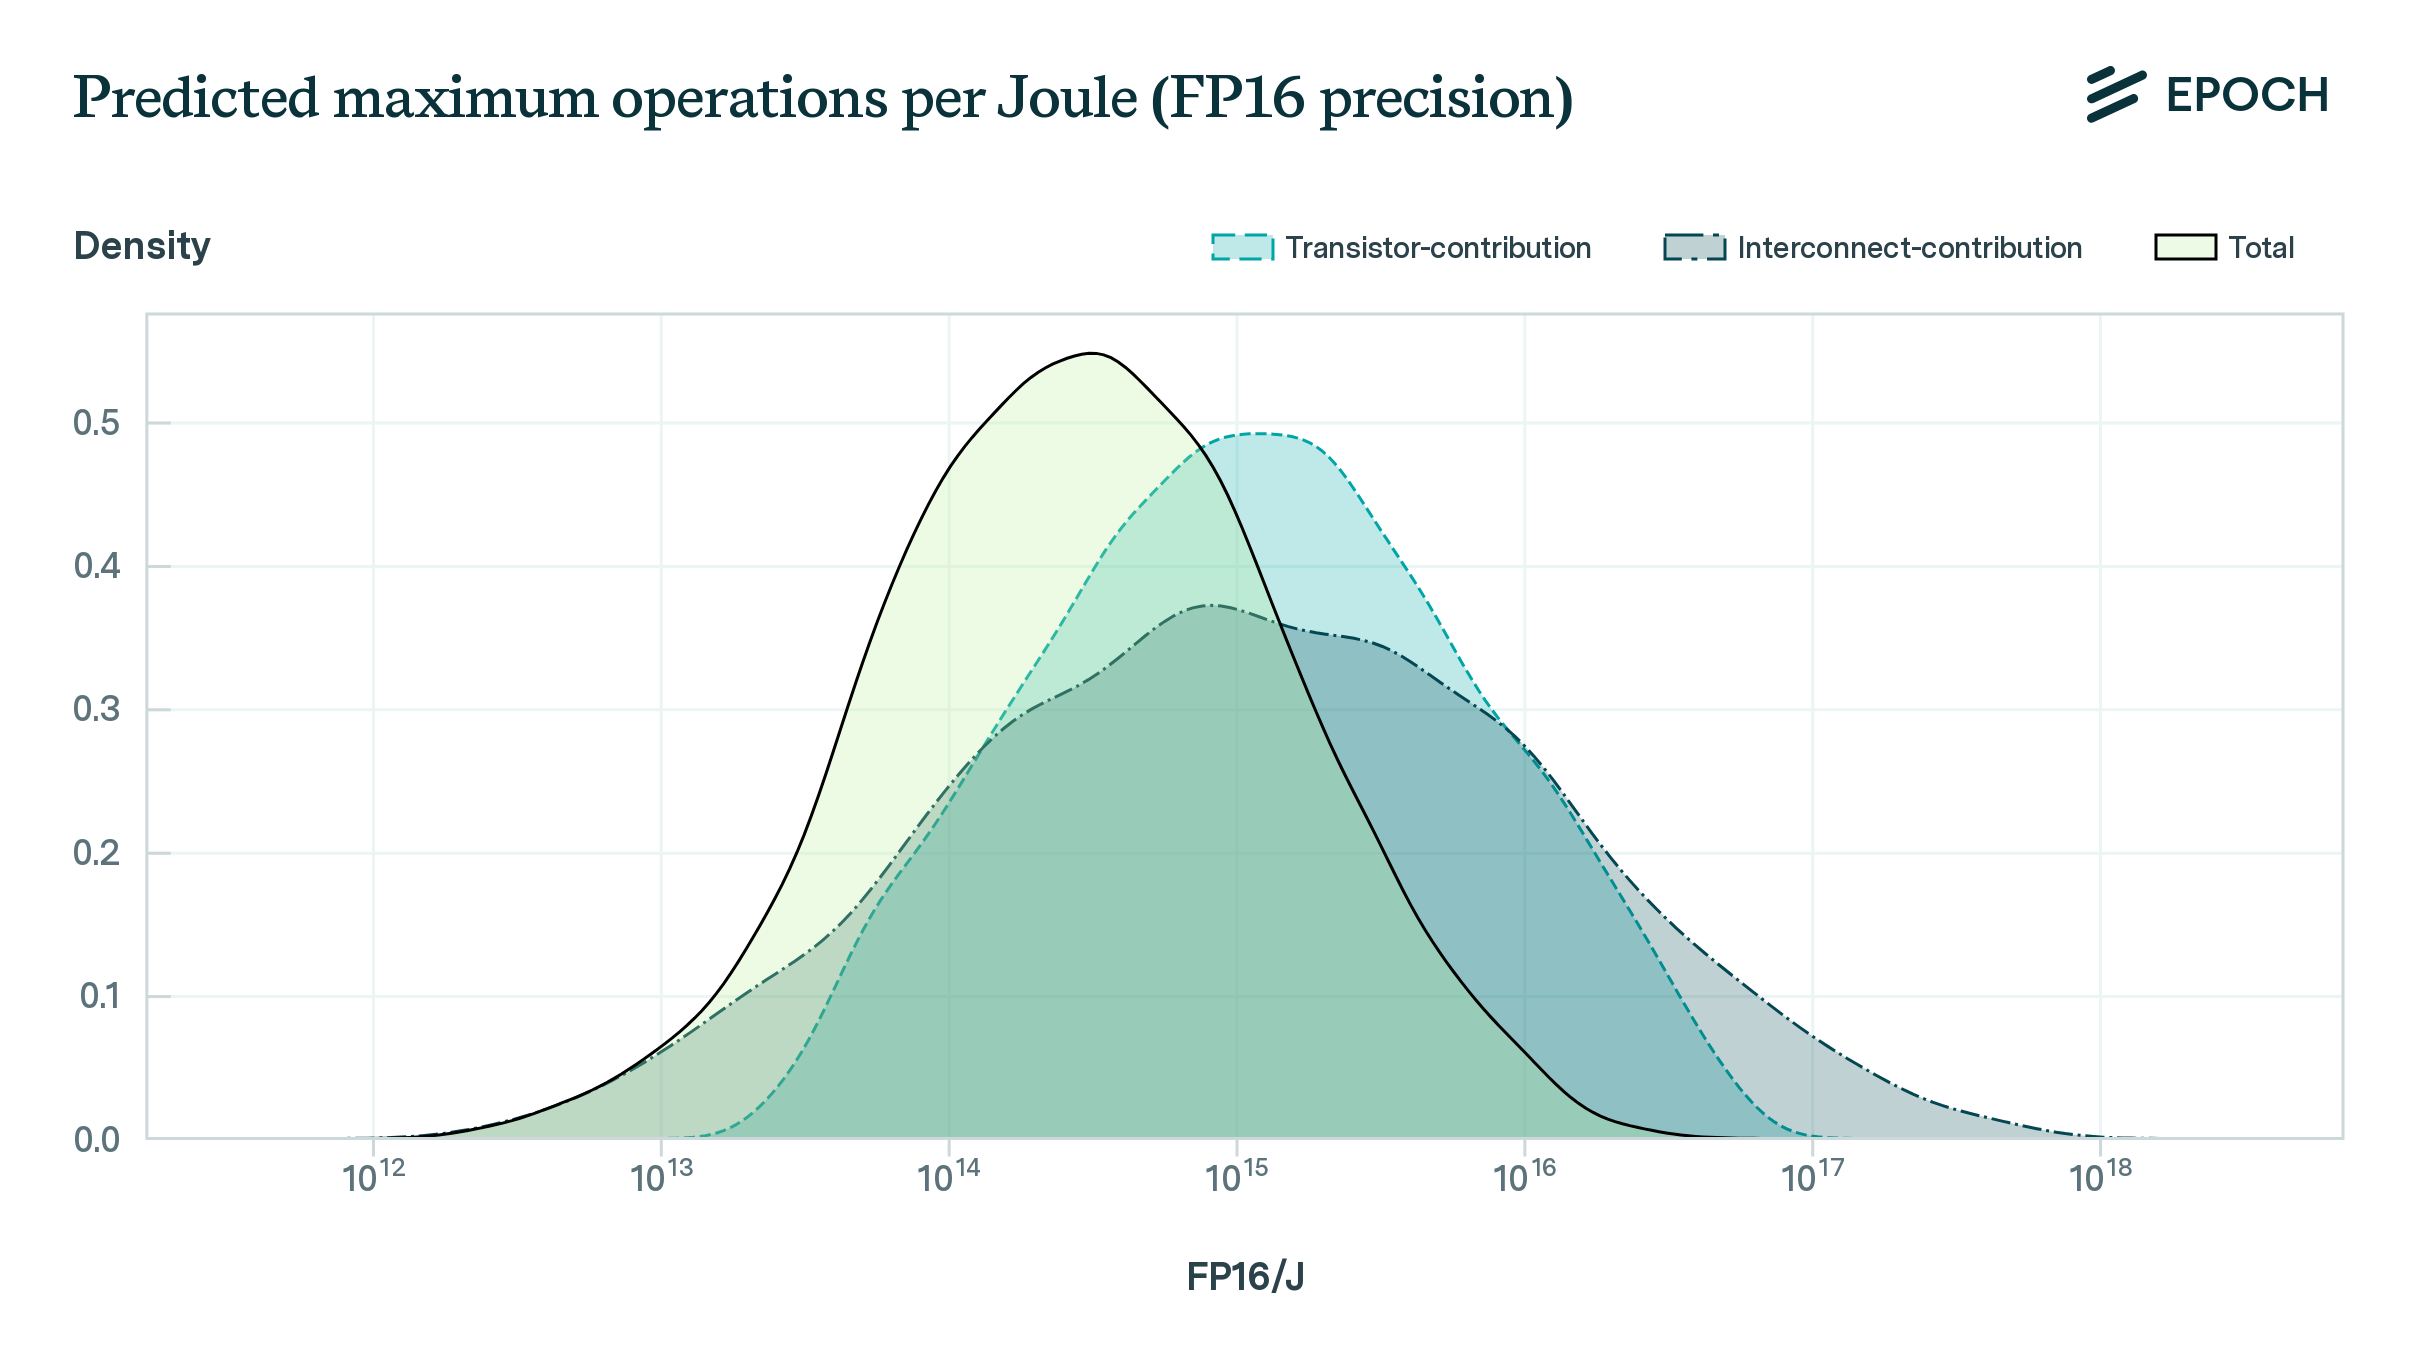 Predicted maximum operations per Joule (FP16 precision)
EPOCH
Density
Transistor-contribution
Interconnect-contribution
Total
0.5
0.4
0.3
0.2
0.1
0.0
10¹²
10¹³
10¹⁴
10¹⁵
10¹⁶
10¹⁷
10¹⁸
FP16/J